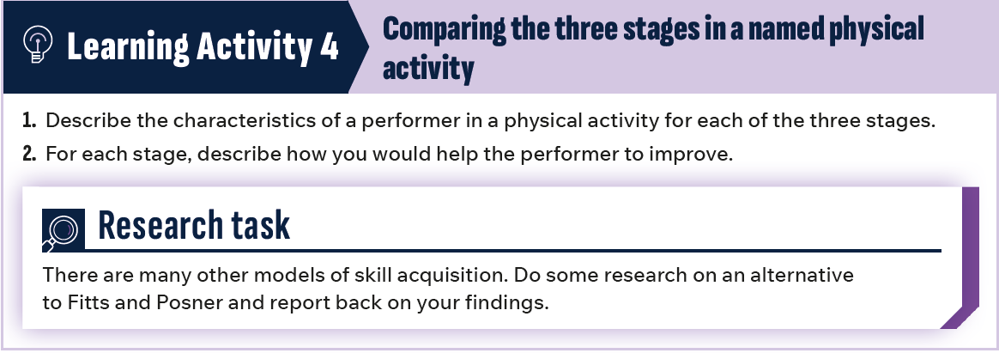 Learning Activity 4
Comparing the three stages in a named physical
activity
1. Describe the characteristics of a performer in a physical activity for each of the three stages.
2. For each stage, describe how you would help the performer to improve.
Research task
There are many other models of skill acquisition. Do some research on an alternative
to Fitts and Posner and report back on your findings.